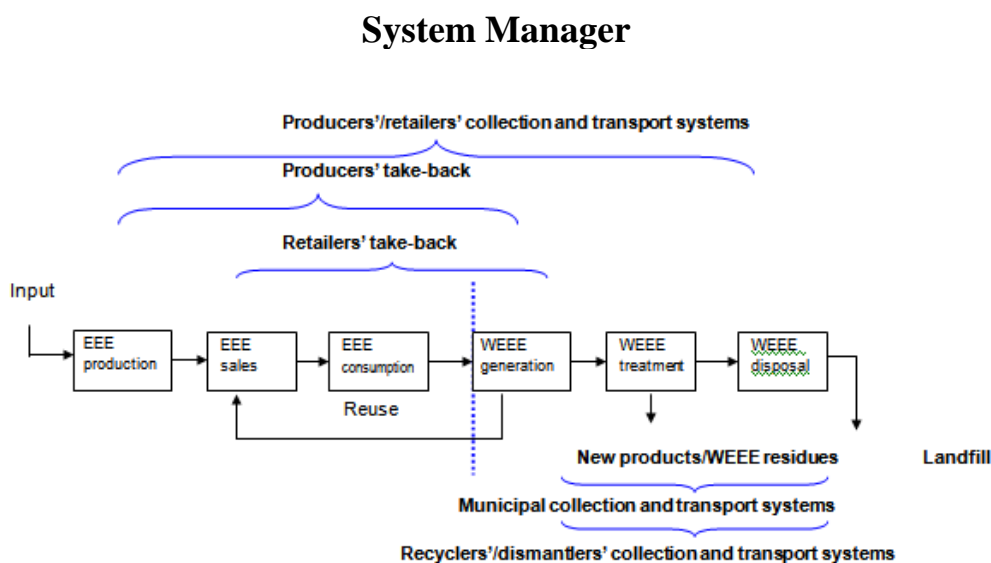 System Manager
Producers'/retailers' collection and transport systems
Producers' take-back
Retailers' take-back
Input
EEE
production
EEE
sales
EEE
consumption
WEEE
generation
WEEE
treatment
WEEE
disposal
Reuse
New products/WEEE residues
Landfill
Municipal collection and transport systems
Recyclers'/dismantlers' collection and transport systems